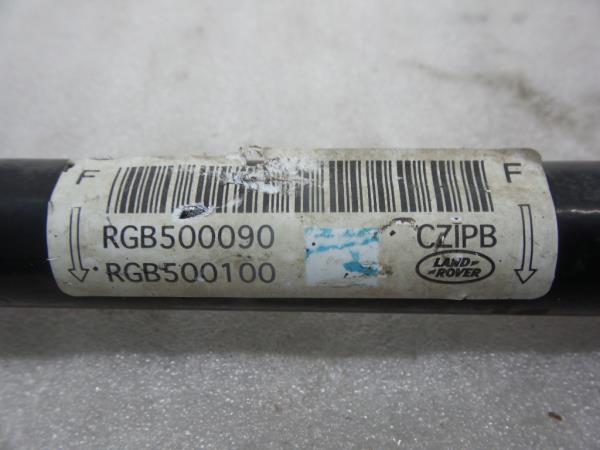 F F
RGB500090 CZIPB
RGB500100 LAND-
-ROVER